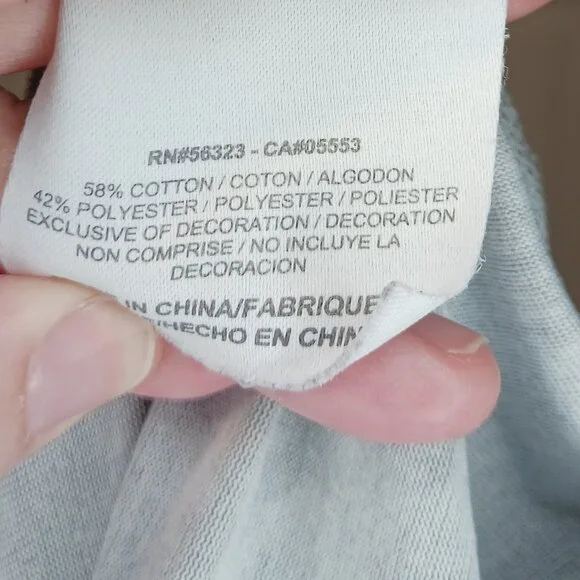 RN#56323 - CA#05553
58% COTTON / COTON / ALGODON
42% POLYESTER / POLYESTER / POLIESTER
EXCLUSIVE OF DECORATION / DECORATION
NON COMPRISE / NO INCLUYE LA
DECORACION
IN CHINA/FABRIQUE
/HECHO EN CHIN